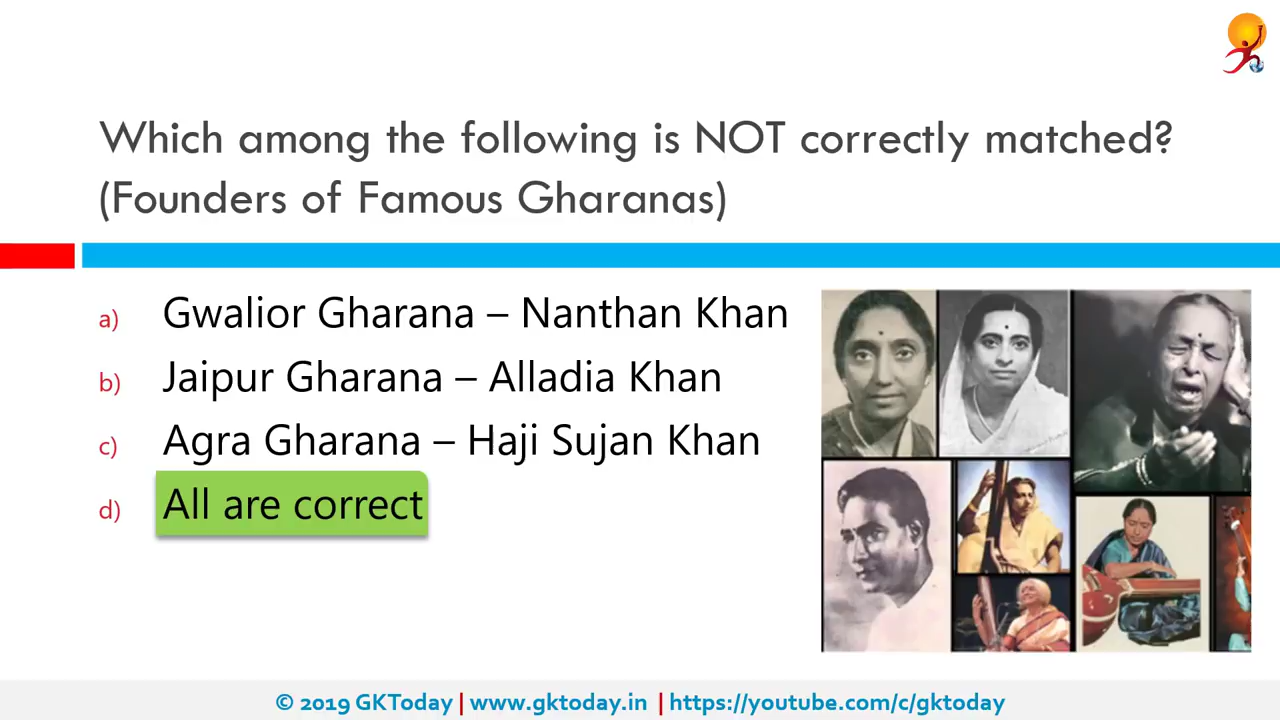 Which among the following is NOT correctly matched?
(Founders of Famous Gharanas)
a) Gwalior Gharana – Nanthan Khan
b) Jaipur Gharana – Alladia Khan
c) Agra Gharana – Haji Sujan Khan
d) All are correct
© 2019 GKToday | www.gktoday.in | https://youtube.com/c/gktoday